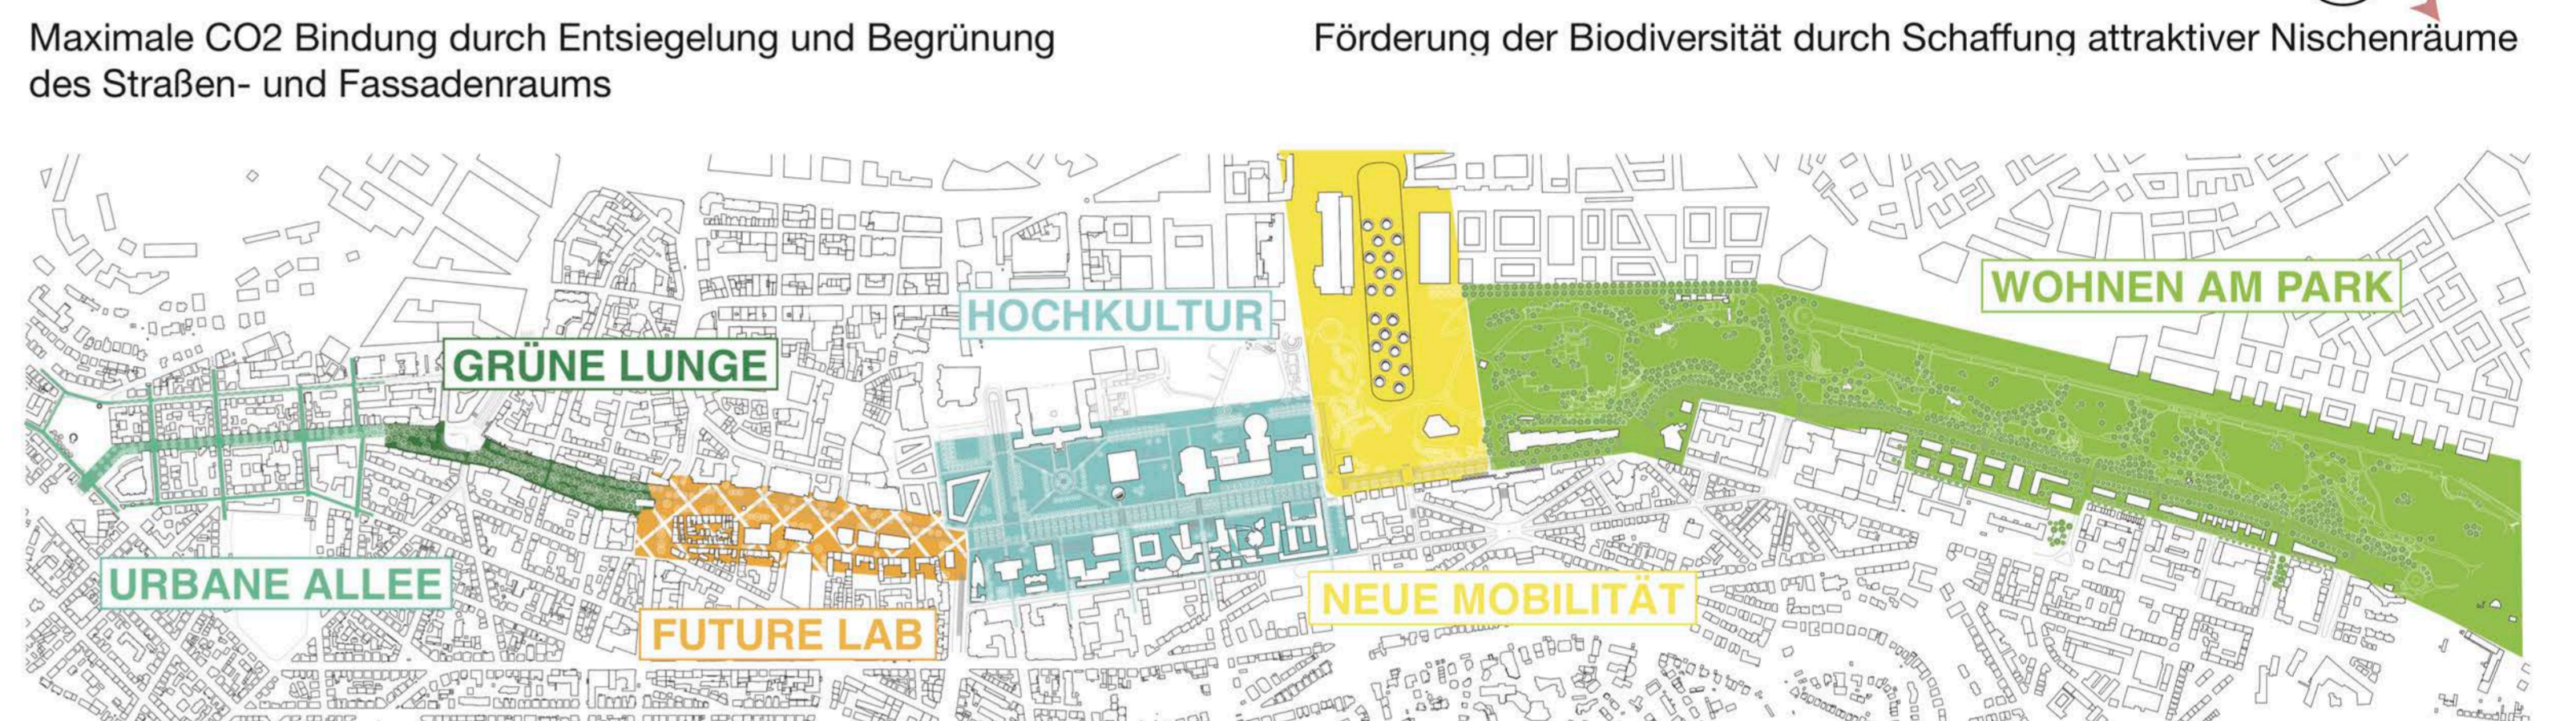 Maximale CO2 Bindung durch Entsiegelung und Begrünung
des Straßen- und Fassadenraums
Förderung der Biodiversität durch Schaffung attraktiver Nischenräume
WOHNEN AM PARK
HOCHKULTUR
GRÜNE LUNGE
URBANE ALLEE
NEUE MOBILITÄT
FUTURE LAB